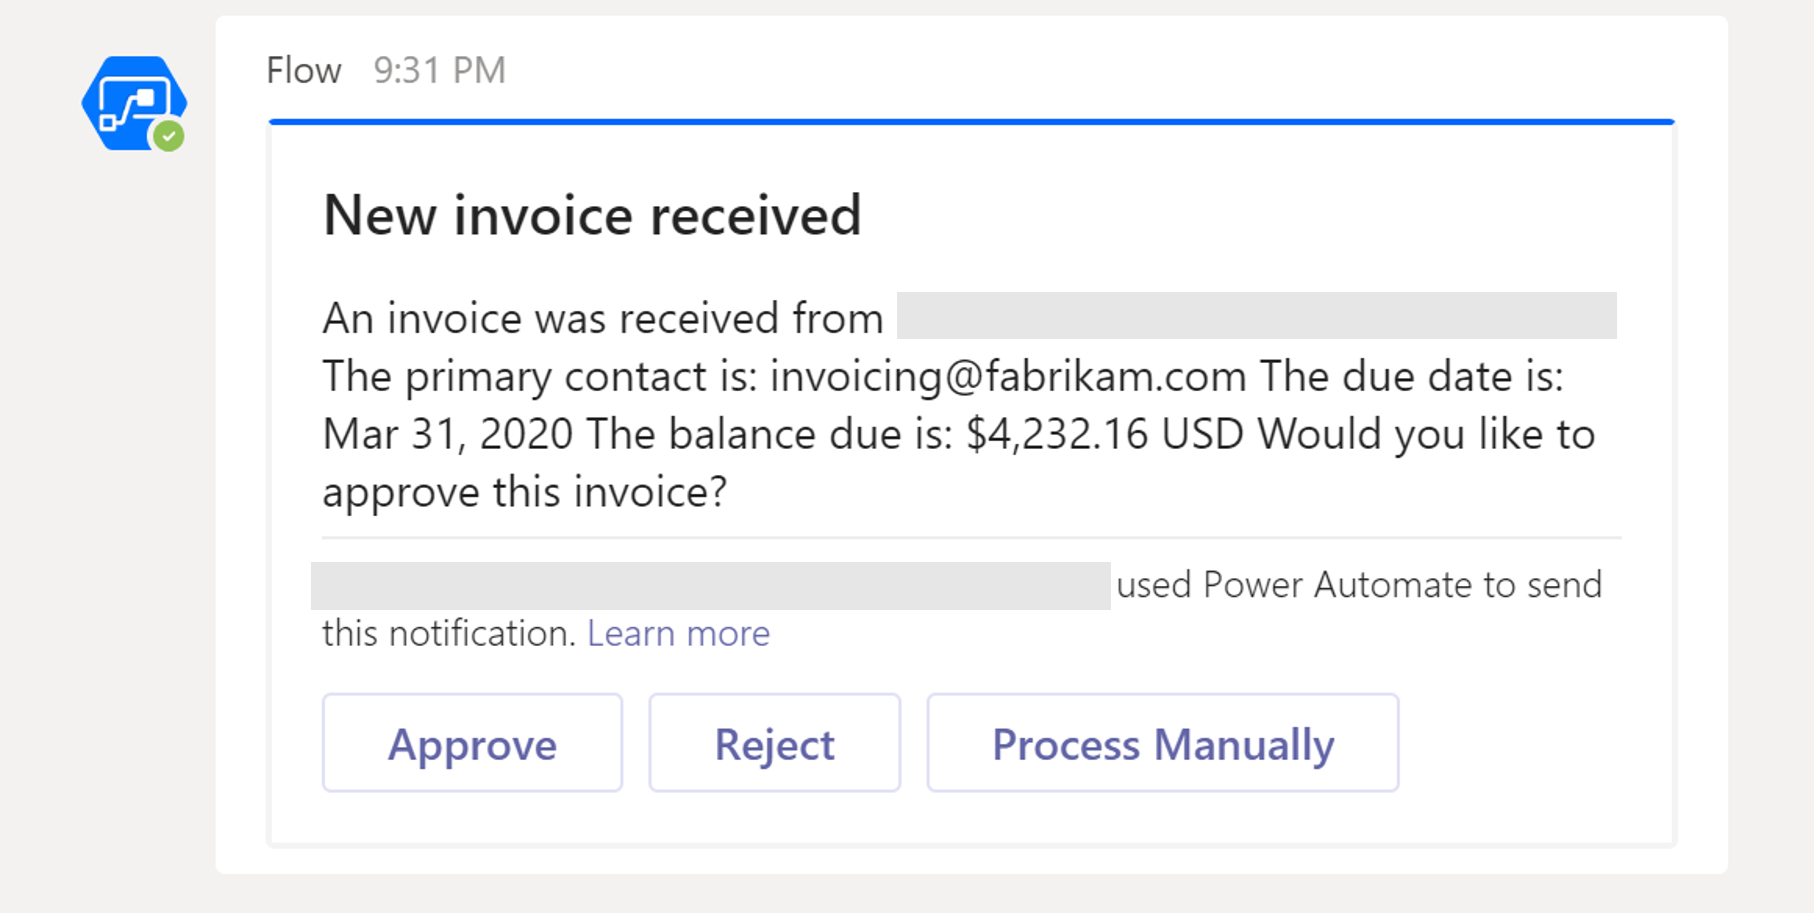 Flow 9:31 PM
New invoice received
An invoice was received from
The primary contact is: invoicing@fabrikam.com The due date is:
Mar 31, 2020 The balance due is: $4,232.16 USD Would you like to
approve this invoice?
used Power Automate to send
this notification. Learn more
Approve Reject Process Manually